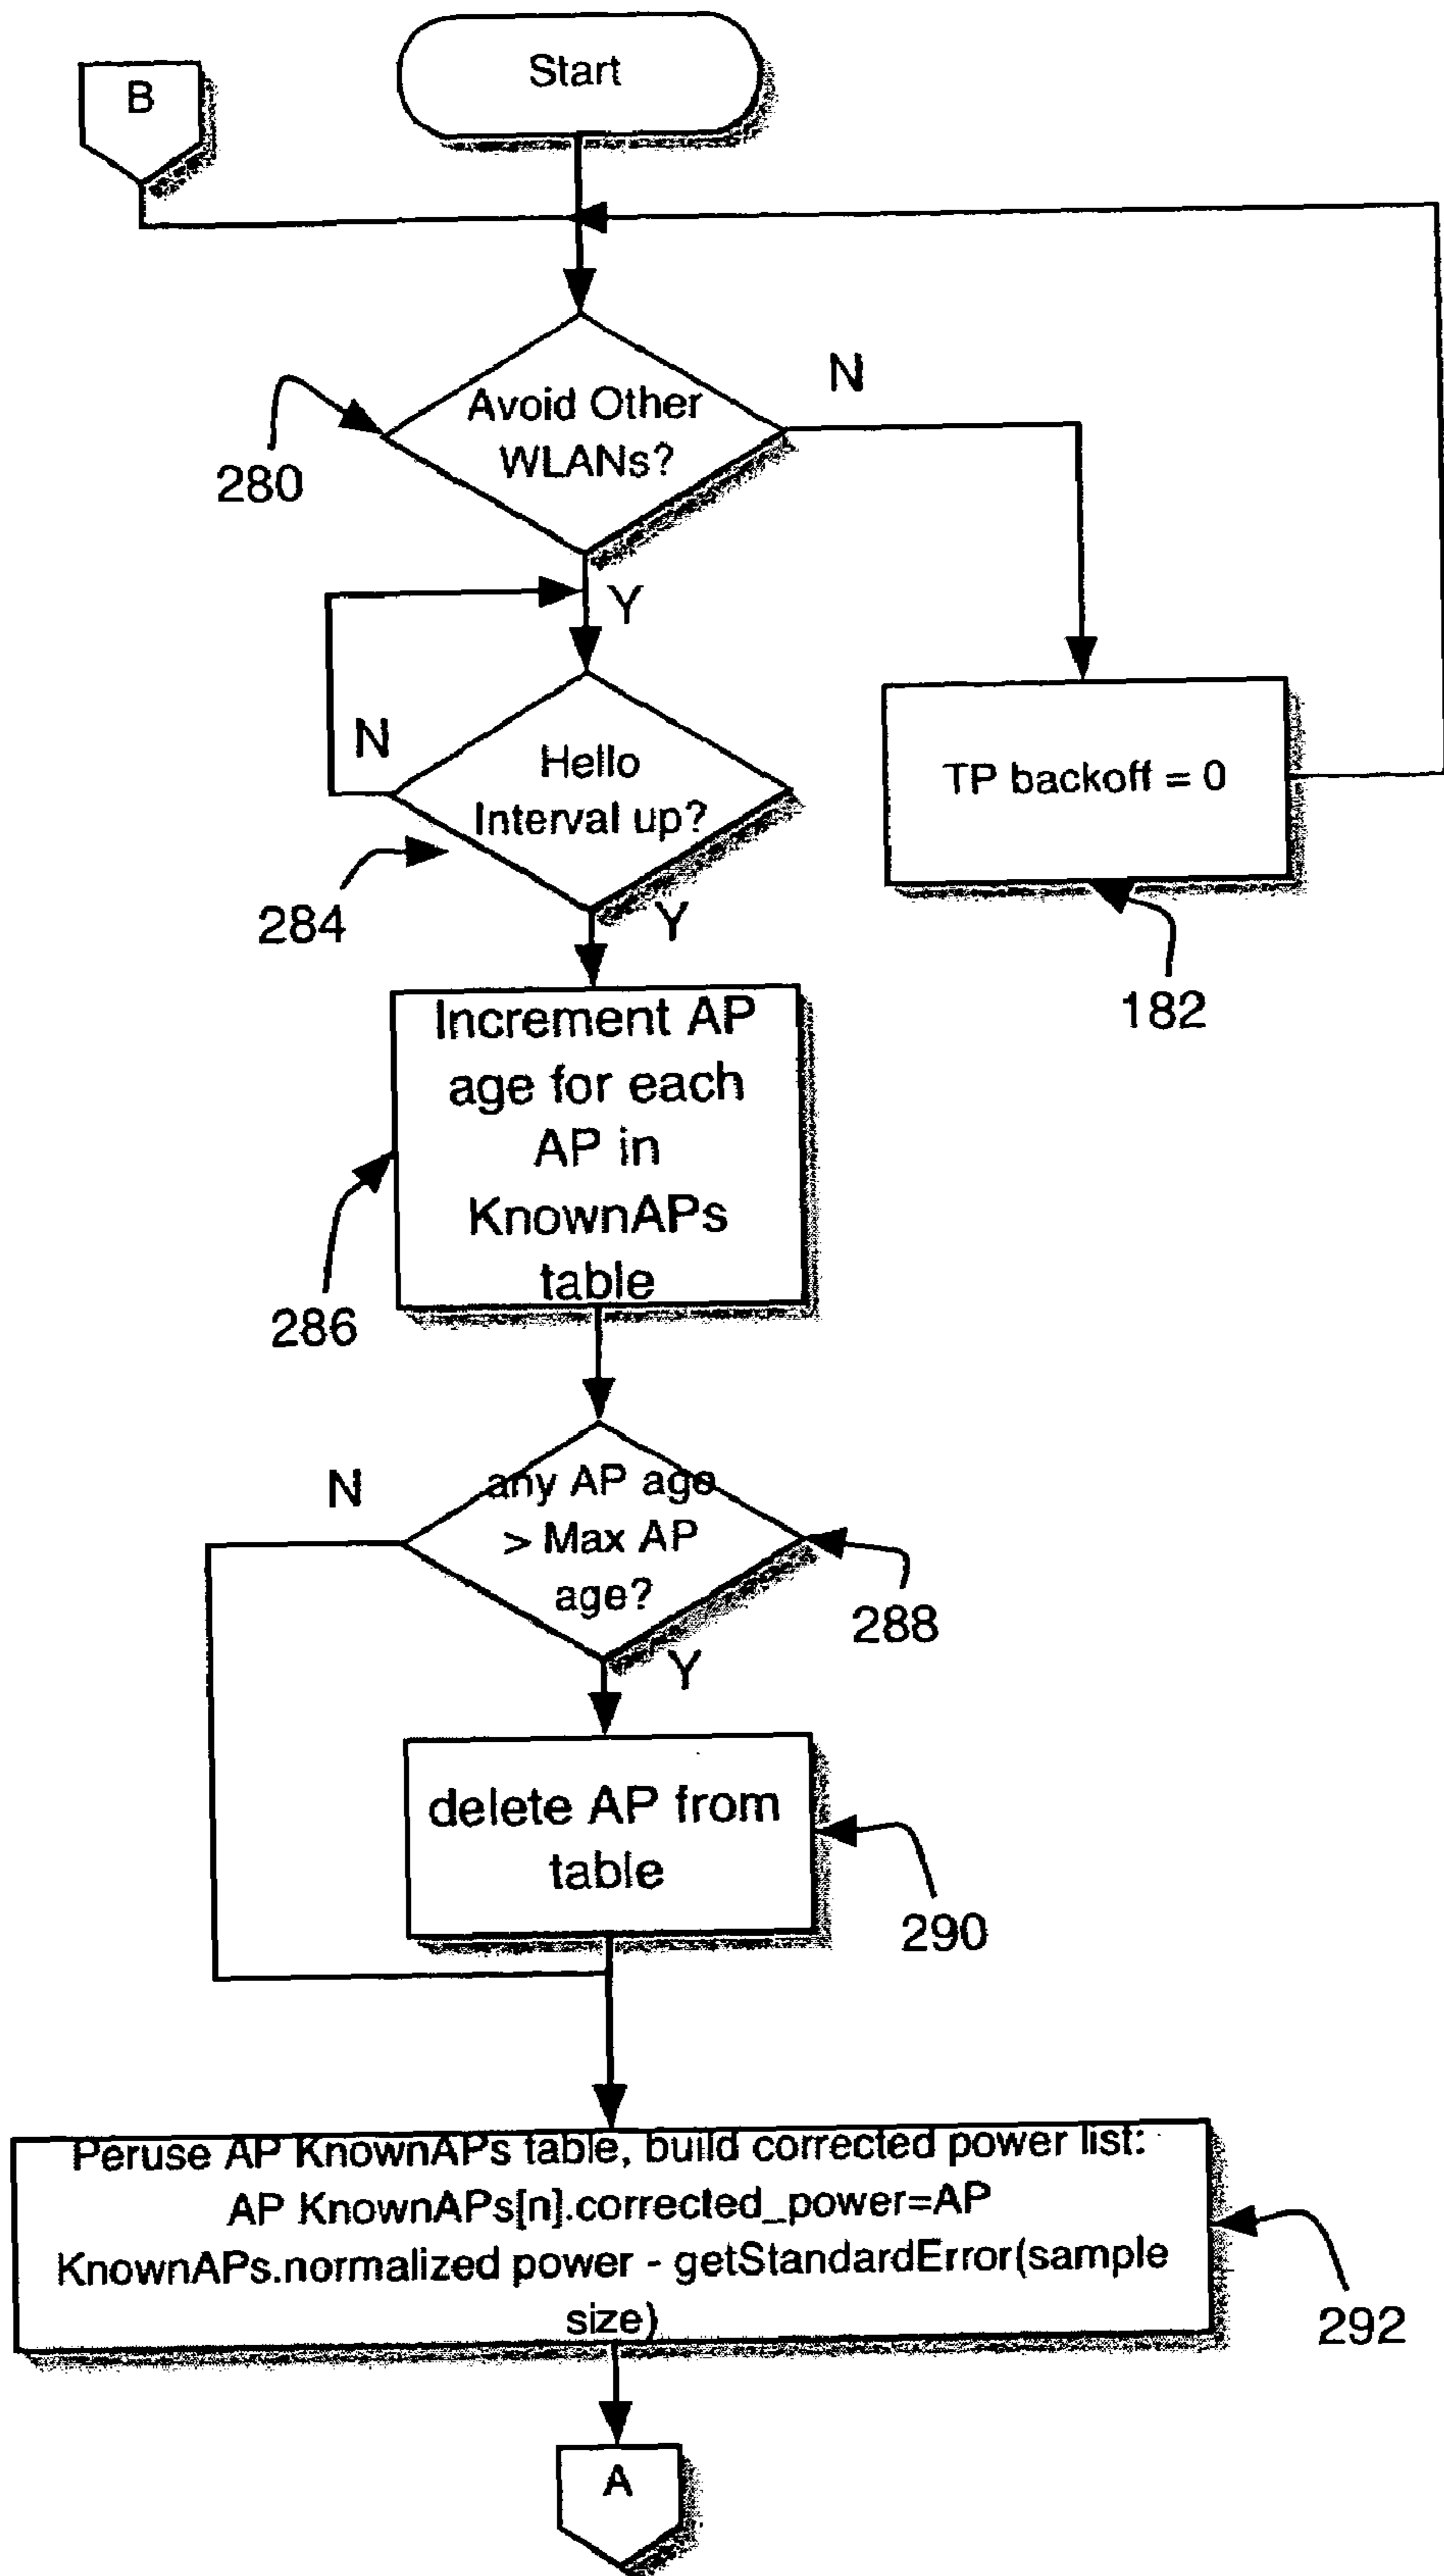 Start
B
Avoid Other
WLANs?
N
280
Y
N
Hello
Interval up?
TP backoff = 0
284
Y
182
Increment AP
age for each
AP in
KnownAPs
table
286
N
any AP age
> Max AP
age?
288
Y
delete AP from
table
290
Peruse AP KnownAPs table, build corrected power list:
AP KnownAPs[n].corrected_power=AP
KnownAPs.normalized power - getStandardError(sample
size)
292
A